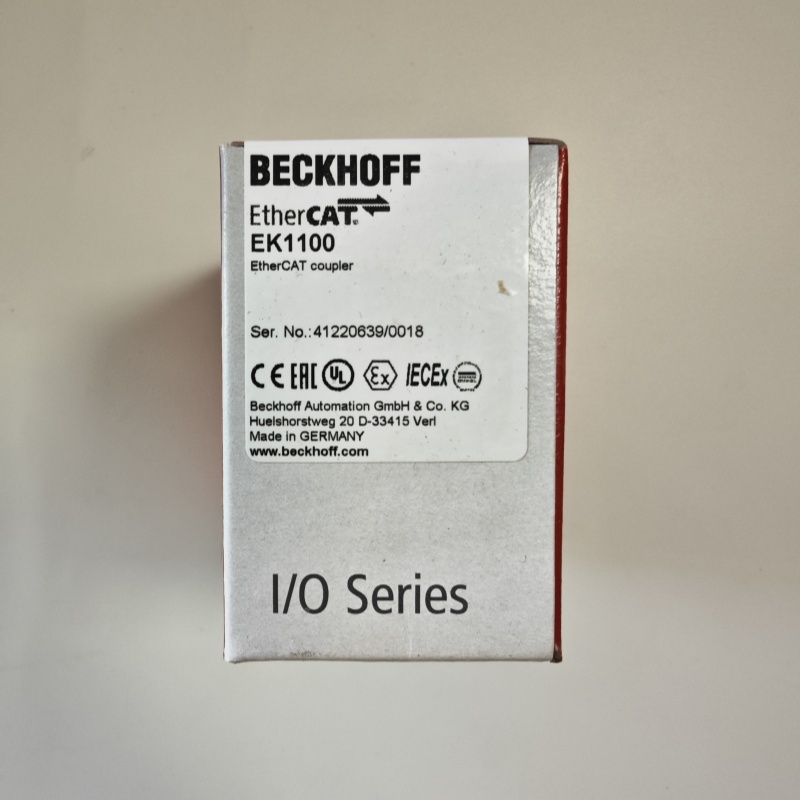 BECKHOFF
EtherCAT®
EK1100
EtherCAT coupler
Ser. No.:41220639/0018
CE EAC UL Ex IECEx
Beckhoff Automation GmbH & Co. KG
Huelshorstweg 20 D-33415 Verl
Made in GERMANY
www.beckhoff.com
I/O Series